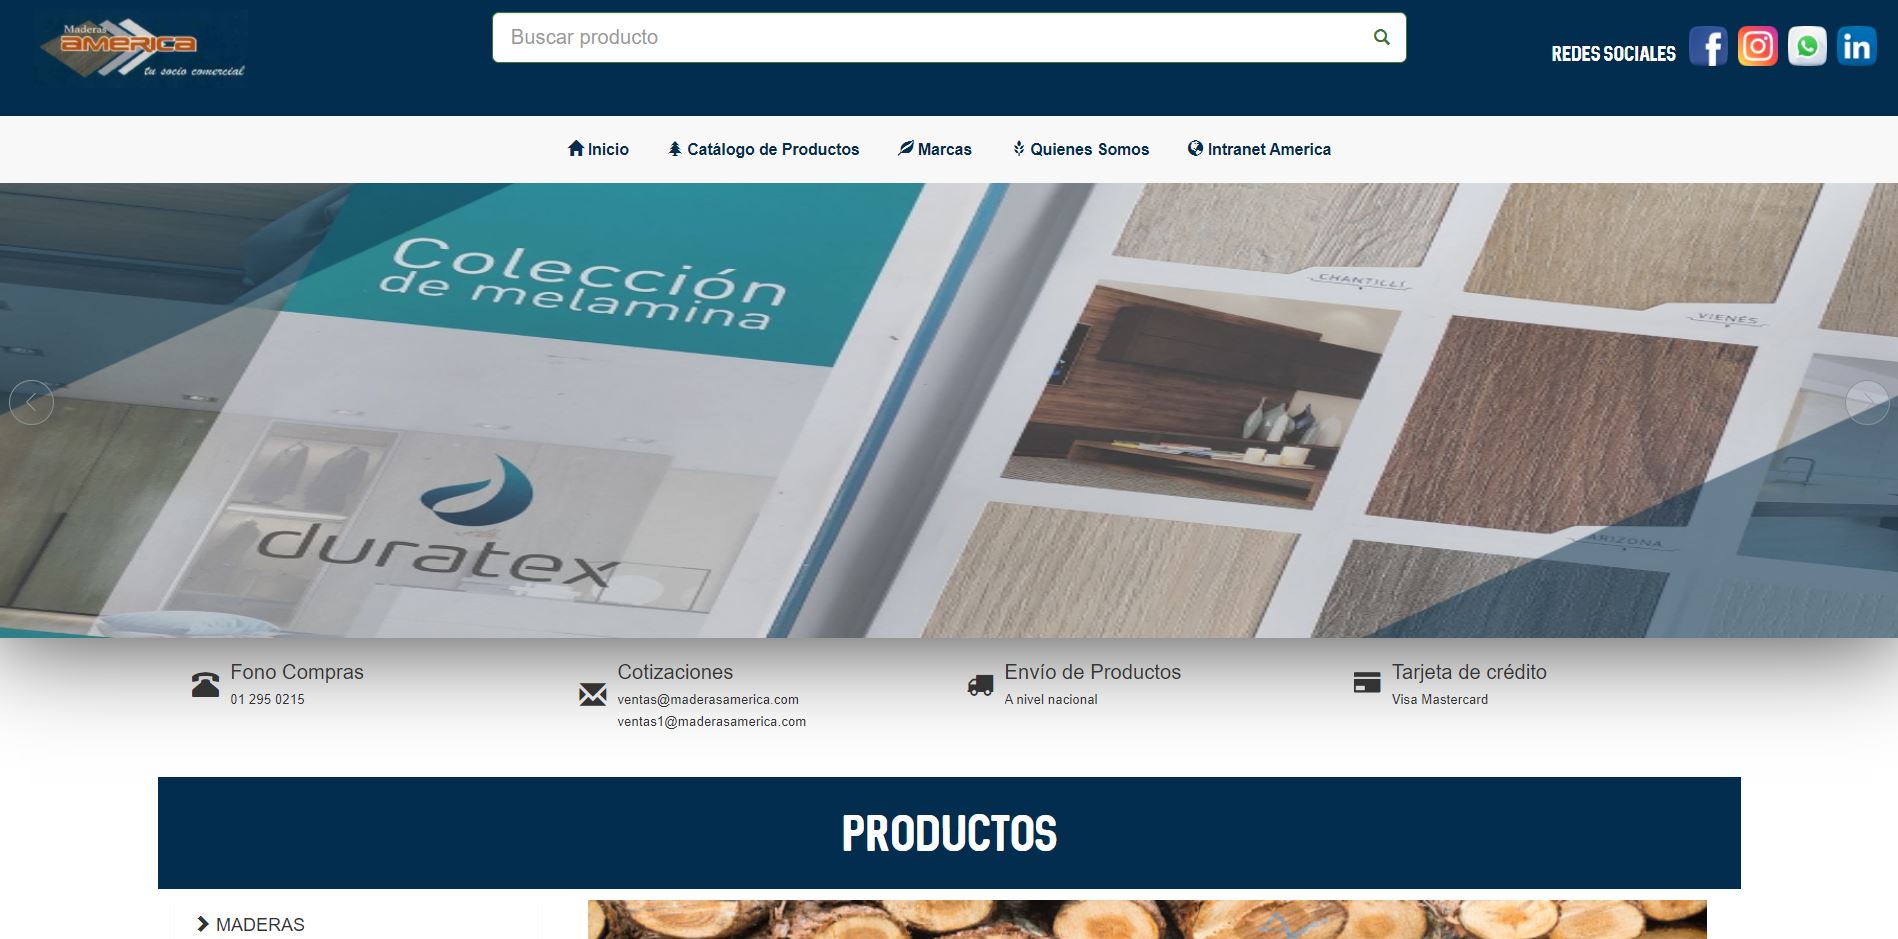 Maderas
AMERICA
tu socio comercial
Buscar producto
REDES SOCIALES
Inicio
Catálogo de Productos
Marcas
Quienes Somos
Intranet America
Colección
de melamina
duratex
CHANTILLI
VIENÉS
ARIZONA
Fono Compras
01 295 0215
Cotizaciones
ventas@maderasamerica.com
ventas1@maderasamerica.com
Envío de Productos
A nivel nacional
Tarjeta de crédito
Visa Mastercard
PRODUCTOS
MADERAS